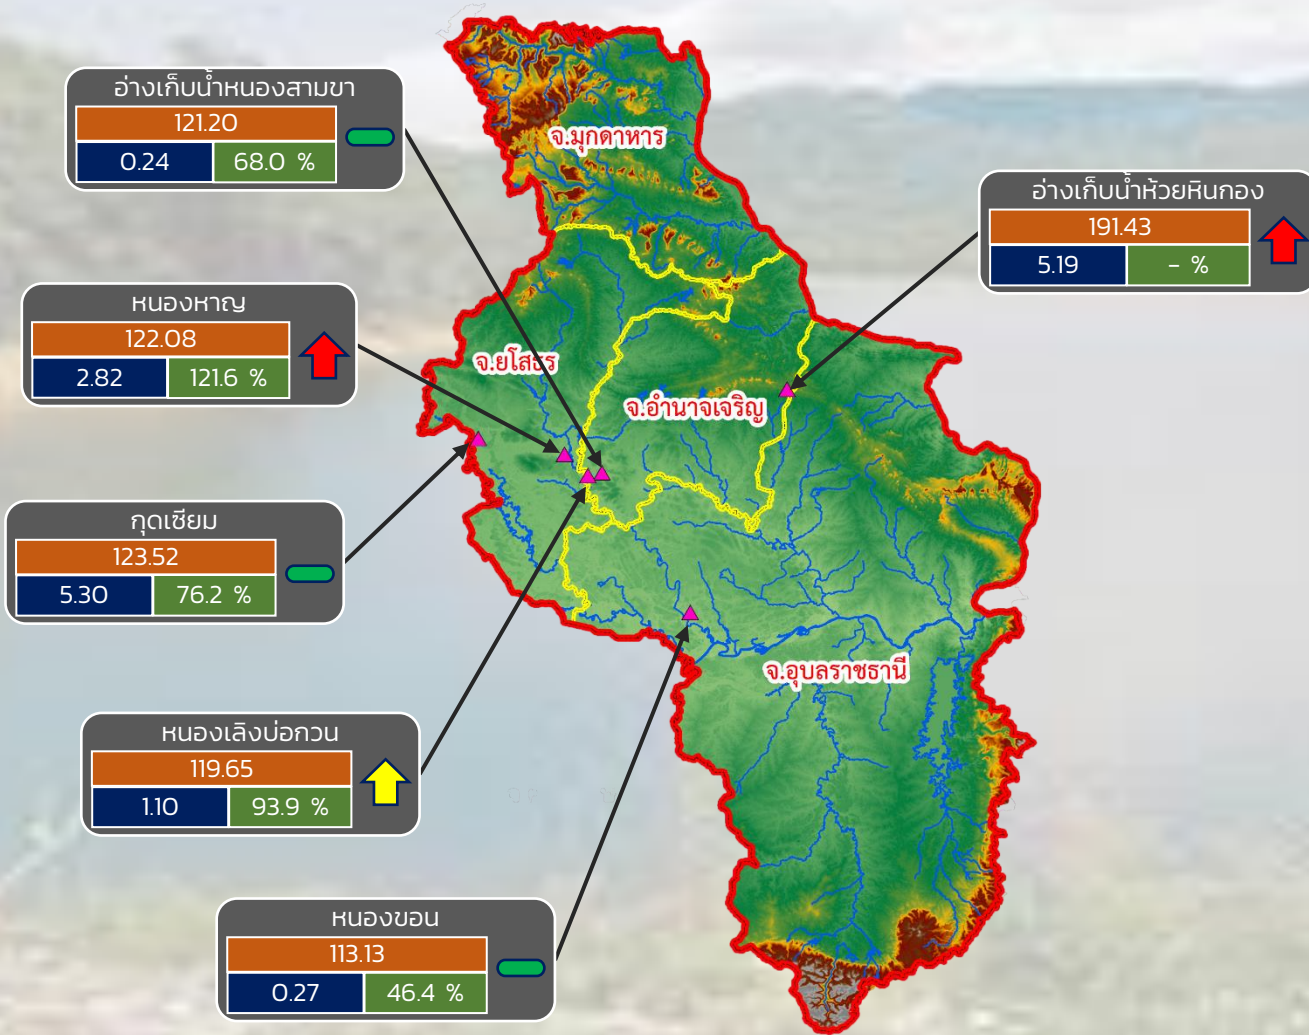 อ่างเก็บน้ำหนองสามขา
121.20
0.24 68.0 %
จ.มุกดาหาร
อ่างเก็บน้ำห้วยหินกอง
191.43
5.19 - %
หนองหาญ
122.08
2.82 121.6 %
จ.ยโสธร
จ.อำนาจเจริญ
กุดเซียม
123.52
5.30 76.2 %
จ.อุบลราชธานี
หนองเลิงบ่อกวน
119.65
1.10 93.9 %
หนองขอน
113.13
0.27 46.4 %